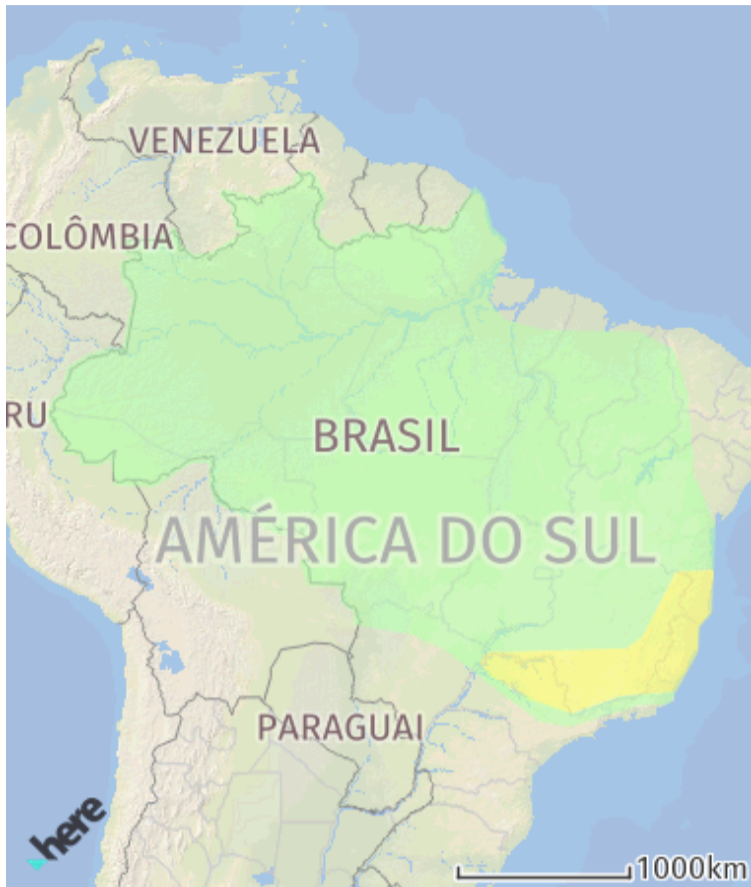 VENEZUELA
COLÔMBIA
RU
BRASIL
AMÉRICA DO SUL
PARAGUAI
here
1000km